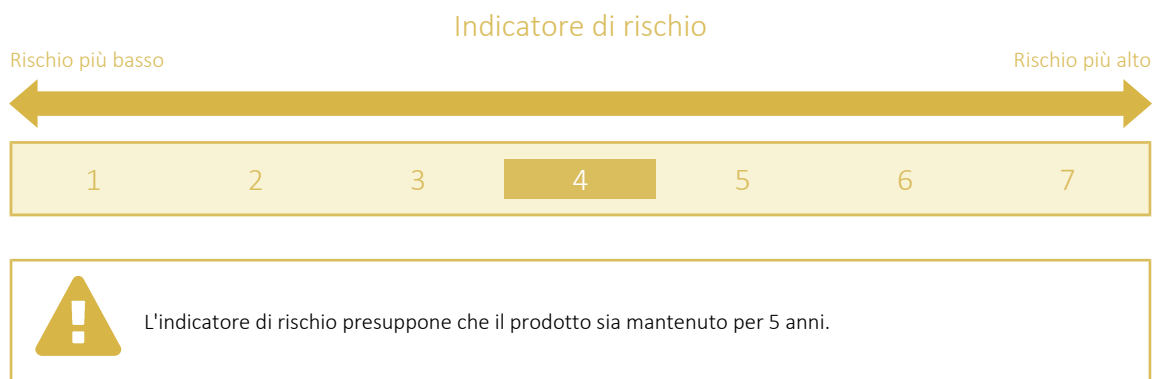 Indicatore di rischio
Rischio più basso
Rischio più alto
1 2 3 4 5 6 7
L'indicatore di rischio presuppone che il prodotto sia mantenuto per 5 anni.